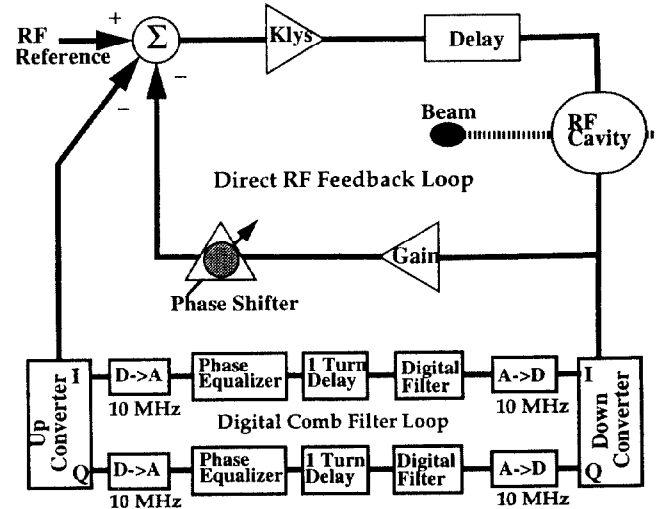 RF
Reference
+
Σ
−
−
Klys
Delay
Beam
RF
Cavity
Direct RF Feedback Loop
Gain
Phase Shifter
Up
Converter
I
D->A
10 MHz
Phase
Equalizer
1 Turn
Delay
Digital
Filter
A->D
10 MHz
I
Down
Converter
Digital Comb Filter Loop
Q
D->A
10 MHz
Phase
Equalizer
1 Turn
Delay
Digital
Filter
A->D
10 MHz
Q